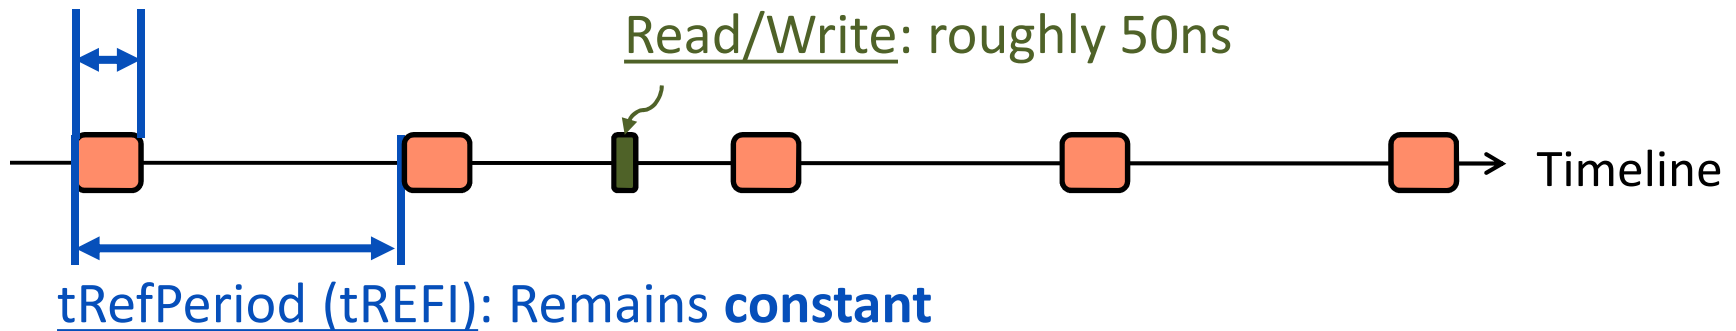 Read/Write: roughly 50ns
Timeline
tRefPeriod (tREFI): Remains constant